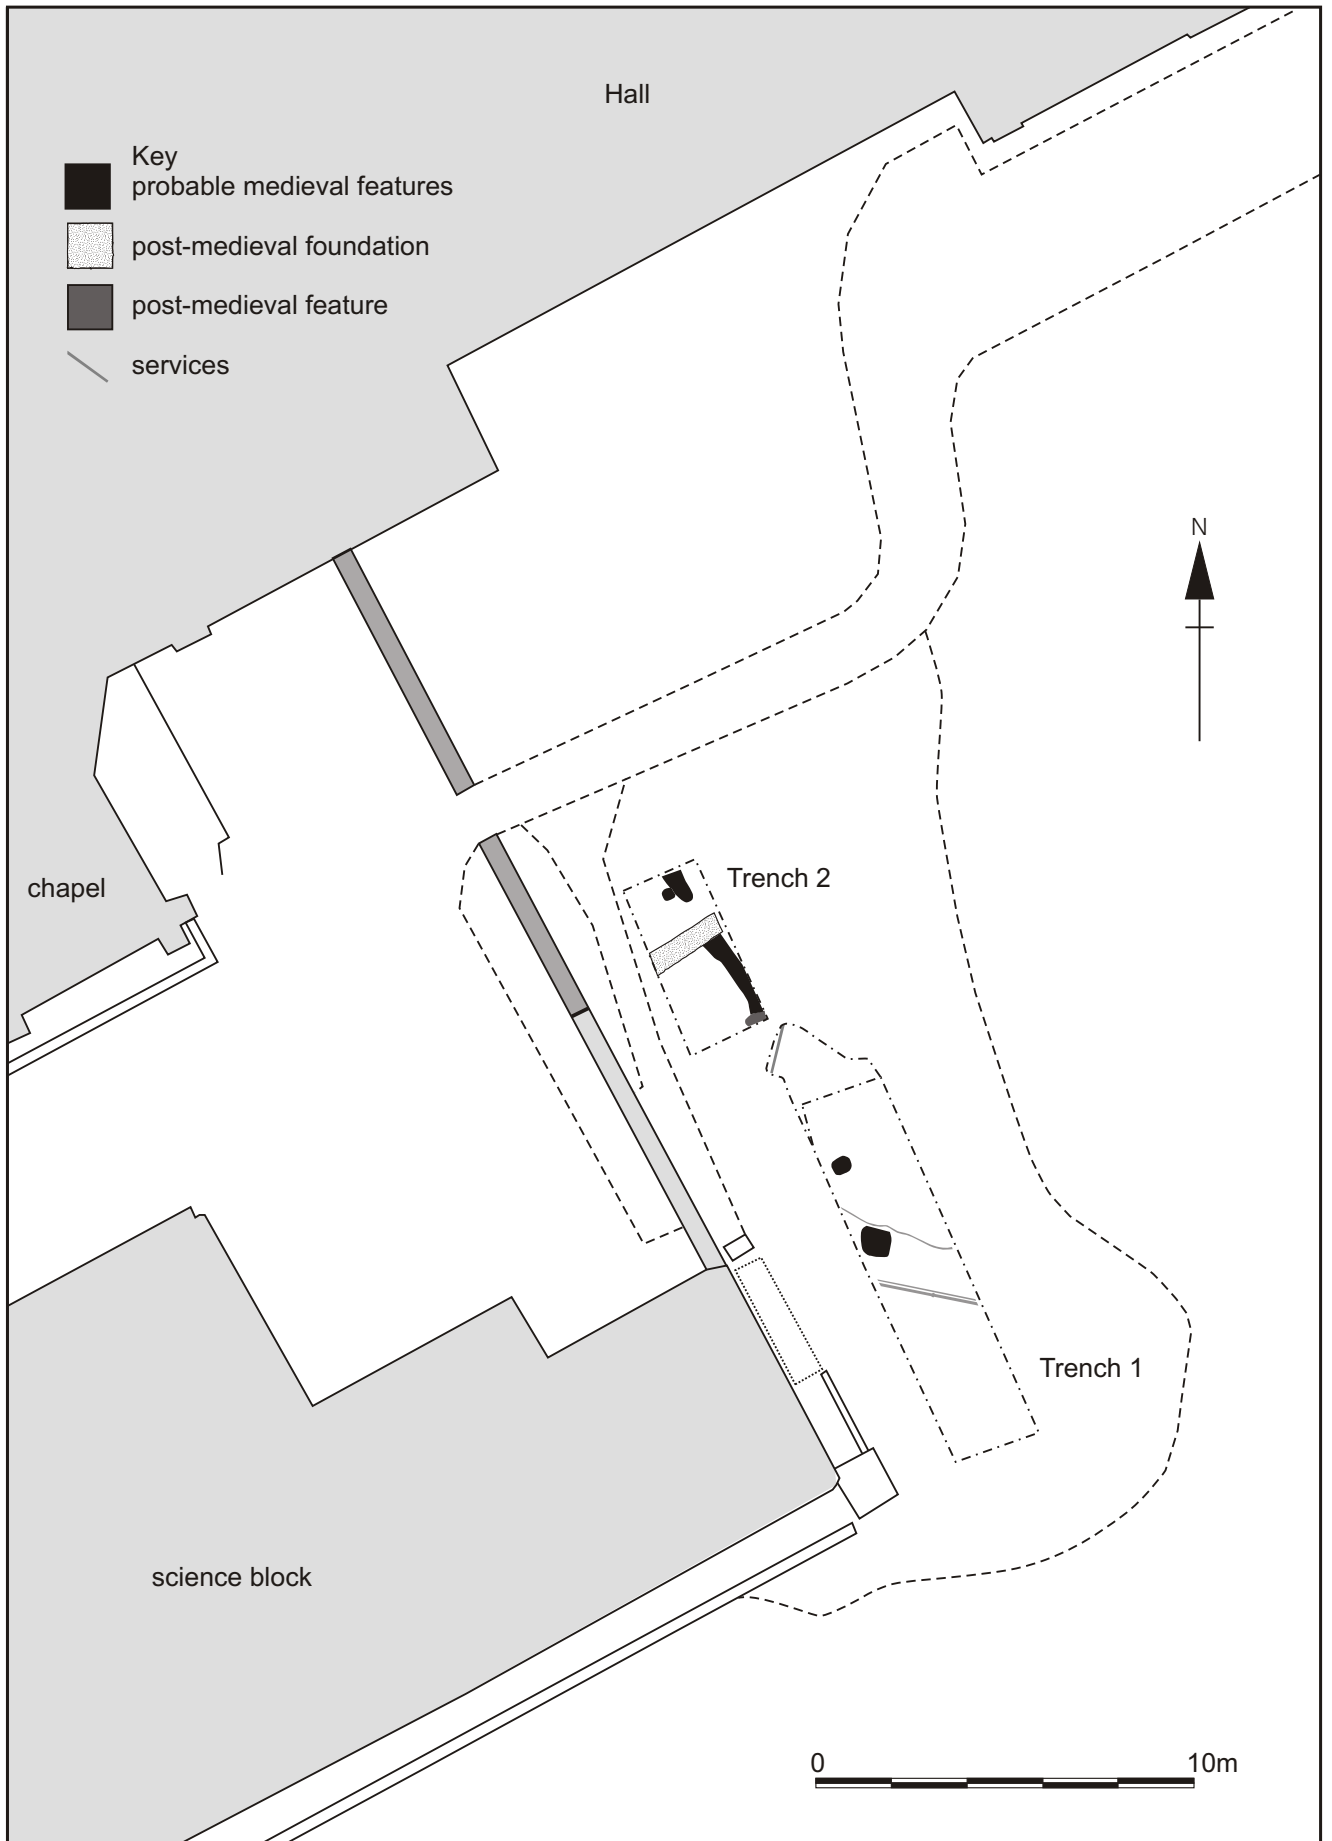 Hall
Key
probable medieval features
post-medieval foundation
post-medieval feature
services
N
Trench 2
chapel
Trench 1
science block
0 10m